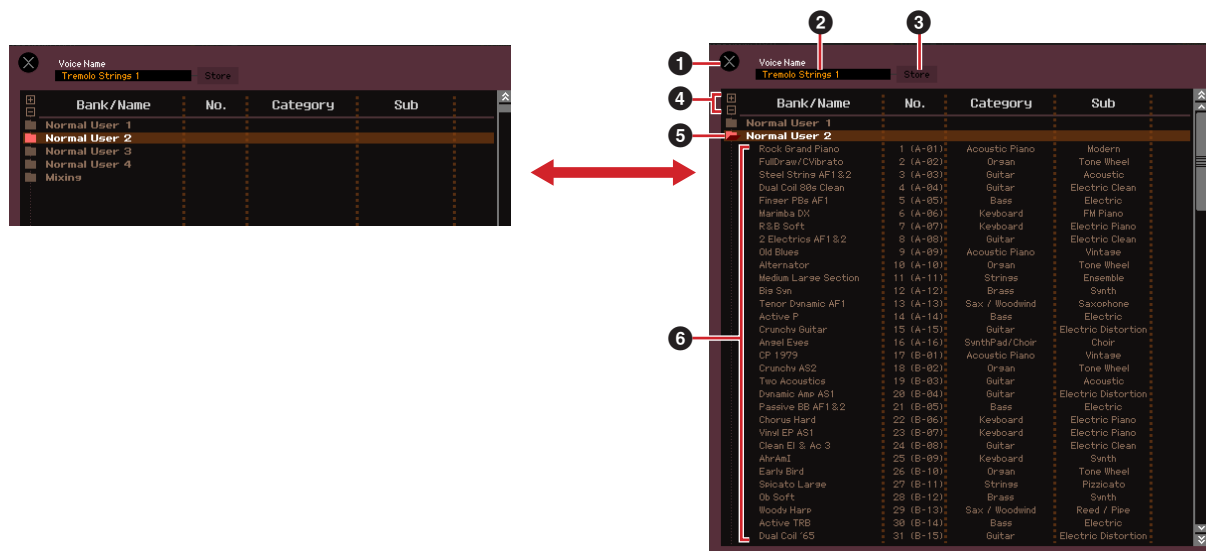 Voice Name
Tremolo Strings 1 Store
Bank/Name No. Category Sub
Normal User 1
Normal User 2
Normal User 3
Normal User 4
Mixing
1
2
3
4
5
6
Voice Name
Tremolo Strings 1 Store
Bank/Name No. Category Sub
Normal User 1
Normal User 2
Rock Grand Piano 1 (A-01) Acoustic Piano Modern
FullDraw/CVibrato 2 (A-02) Organ Tone Wheel
Steel String AF1&2 3 (A-03) Guitar Acoustic
Dual Coil 80s Clean 4 (A-04) Guitar Electric Clean
Finger PBs AF1 5 (A-05) Bass Electric
Marimba DX 6 (A-06) Keyboard FM Piano
R&B Soft 7 (A-07) Keyboard Electric Piano
2 Electrics AF1&2 8 (A-08) Guitar Electric Clean
Old Blues 9 (A-09) Acoustic Piano Vintage
Alternator 10 (A-10) Organ Tone Wheel
Medium Large Section 11 (A-11) Strings Ensemble
Big Syn 12 (A-12) Brass Synth
Tenor Dynamic AF1 13 (A-13) Sax / Woodwind Saxophone
Active P 14 (A-14) Bass Electric
Crunchy Guitar 15 (A-15) Guitar Electric Distortion
Angel Eyes 16 (A-16) SynthPad/Choir Choir
CP 1979 17 (B-01) Acoustic Piano Vintage
Crunchy AS2 18 (B-02) Organ Tone Wheel
Two Acoustics 19 (B-03) Guitar Acoustic
Dynamic Amp AS1 20 (B-04) Guitar Electric Distortion
Passive BB AF1&2 21 (B-05) Bass Electric
Chorus Hard 22 (B-06) Keyboard Electric Piano
Vinyl EP AS1 23 (B-07) Keyboard Electric Piano
Clean El & Ac 3 24 (B-08) Guitar Electric Clean
AhrAmI 25 (B-09) Keyboard Synth
Early Bird 26 (B-10) Organ Tone Wheel
Spicato Large 27 (B-11) Strings Pizzicato
Ob Soft 28 (B-12) Brass Synth
Woody Harp 29 (B-13) Sax / Woodwind Reed / Pipe
Active TRB 30 (B-14) Bass Electric
Dual Coil '65 31 (B-15) Guitar Electric Distortion